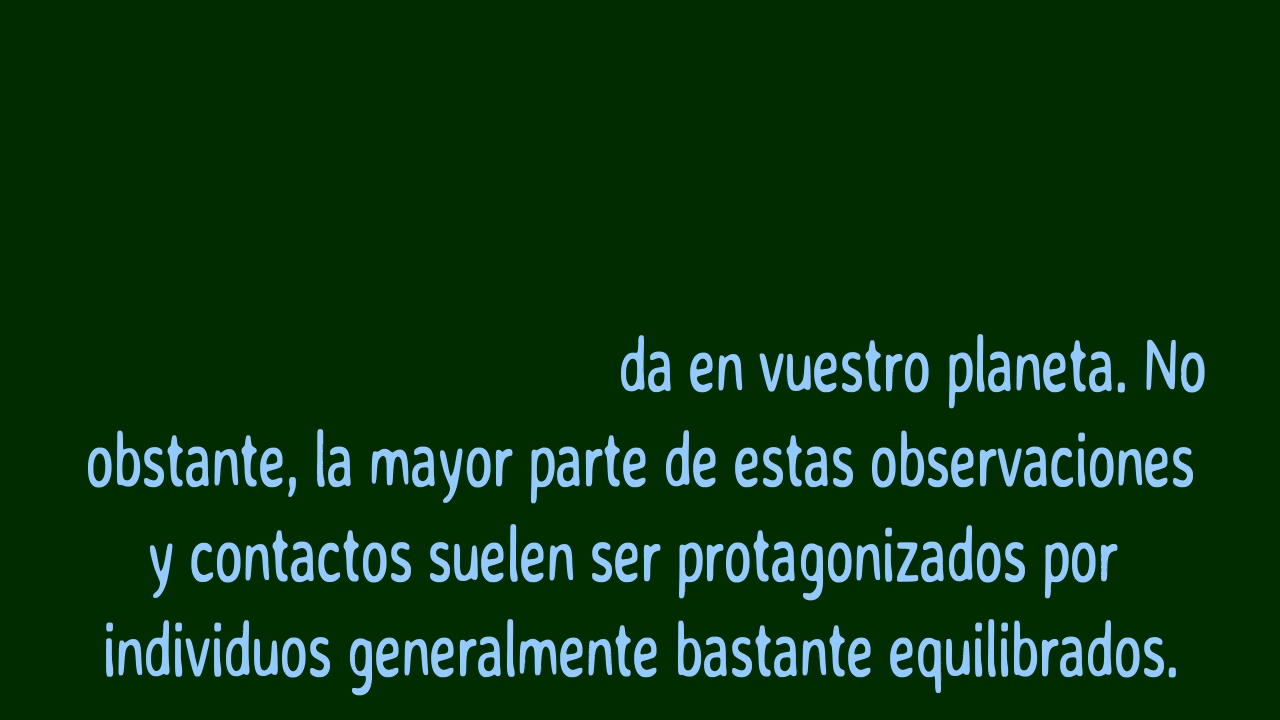 da en vuestro planeta. No
obstante, la mayor parte de estas observaciones
y contactos suelen ser protagonizados por
individuos generalmente bastante equilibrados.